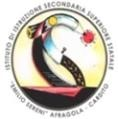 ISTITUTO DI ISTRUZIONE SECONDARIA SUPERIORE STATALE
"EMILIO SERENI" AFRAGOLA - CARDITO